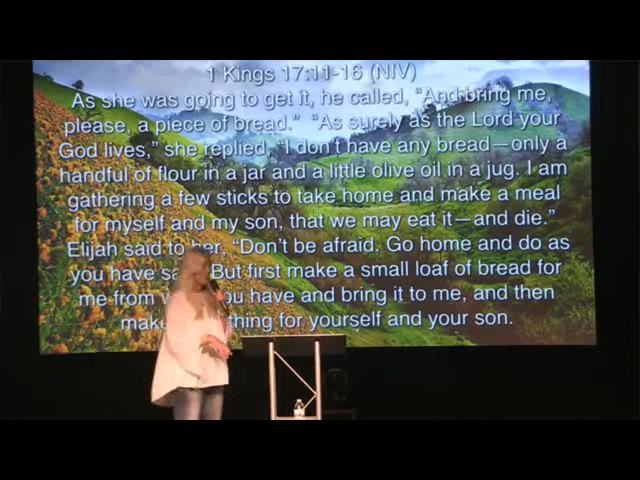 1 Kings 17:11-16 (NIV)
As she was going to get it, he called, “And bring me,
please, a piece of bread.” “As surely as the Lord your
God lives,” she replied, “I don’t have any bread—only a
handful of flour in a jar and a little olive oil in a jug. I am
gathering a few sticks to take home and make a meal
for myself and my son, that we may eat it—and die.”
Elijah said to her, “Don’t be afraid. Go home and do as
you have But first make a small loaf of bread for
me from you have and bring it to me, and then
make for yourself and your son.